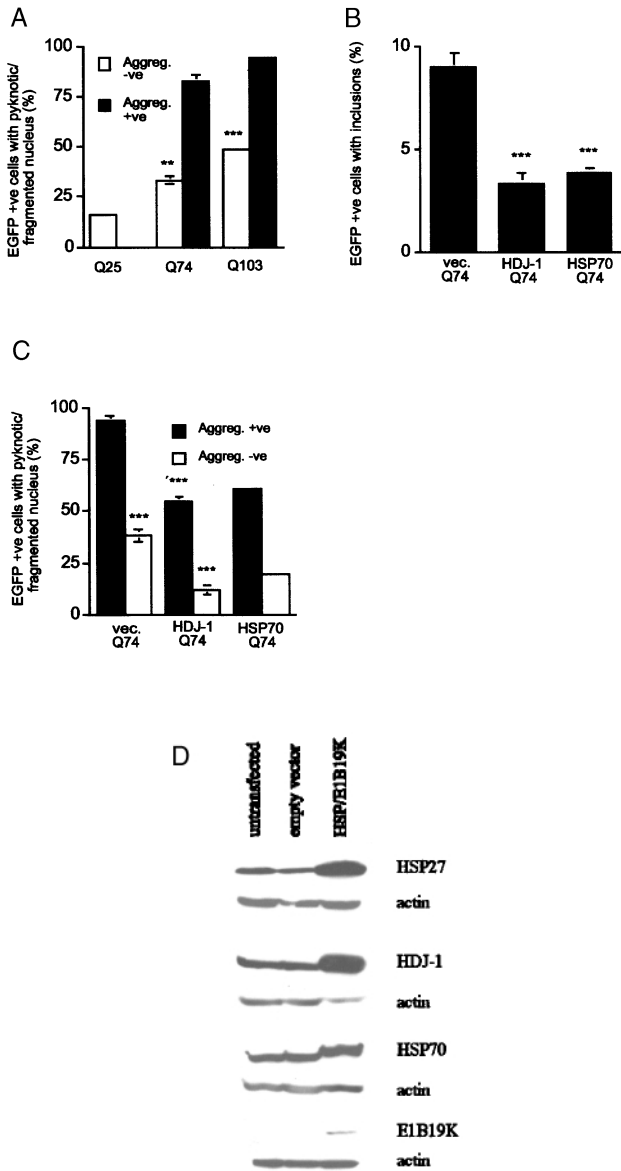 A
EGFP +ve cells with pyknotic/
fragmented nucleus (%)
100
75
50
25
0
Aggreg.
-ve
Aggreg.
+ve
**
***
Q25 Q74 Q103
B
EGFP +ve cells with inclusions (%)
10
5
0
***
***
vec. HDJ-1 HSP70
Q74 Q74 Q74
C
EGFP +ve cells with pyknotic/
fragmented nucleus (%)
100
75
50
25
0
Aggreg. +ve
Aggreg. -ve
***
***
***
vec. HDJ-1 HSP70
Q74 Q74 Q74
D
untransfected
empty vector
HSP/E1B19K
HSP27
actin
HDJ-1
actin
HSP70
actin
E1B19K
actin